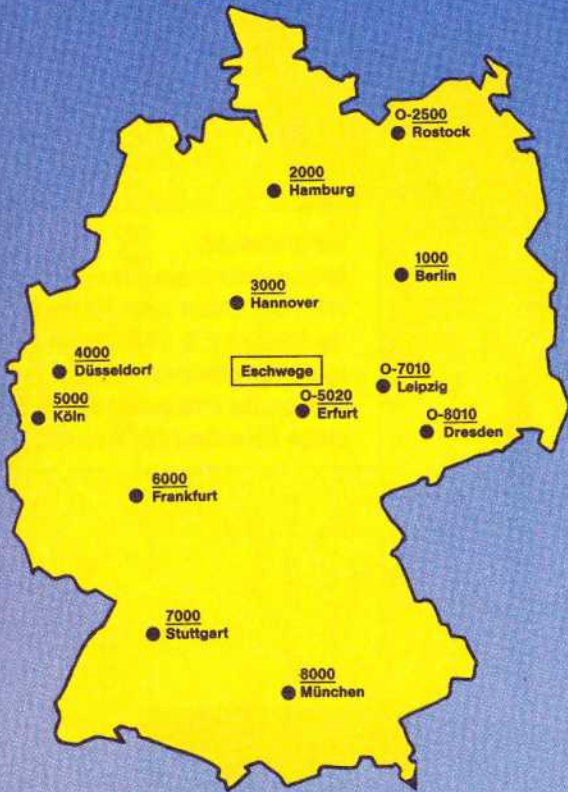 O-2500
Rostock
2000
Hamburg
1000
Berlin
3000
Hannover
4000
Düsseldorf
Eschwege
O-7010
Leipzig
5000
Köln
O-5020
Erfurt
O-8010
Dresden
6000
Frankfurt
7000
Stuttgart
8000
München